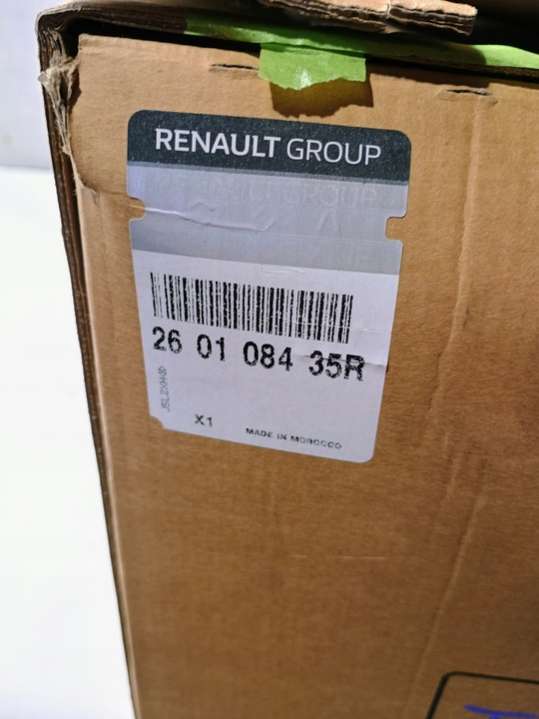 RENAULT GROUP
26 01 084 35R
X1
MADE IN MOROCCO